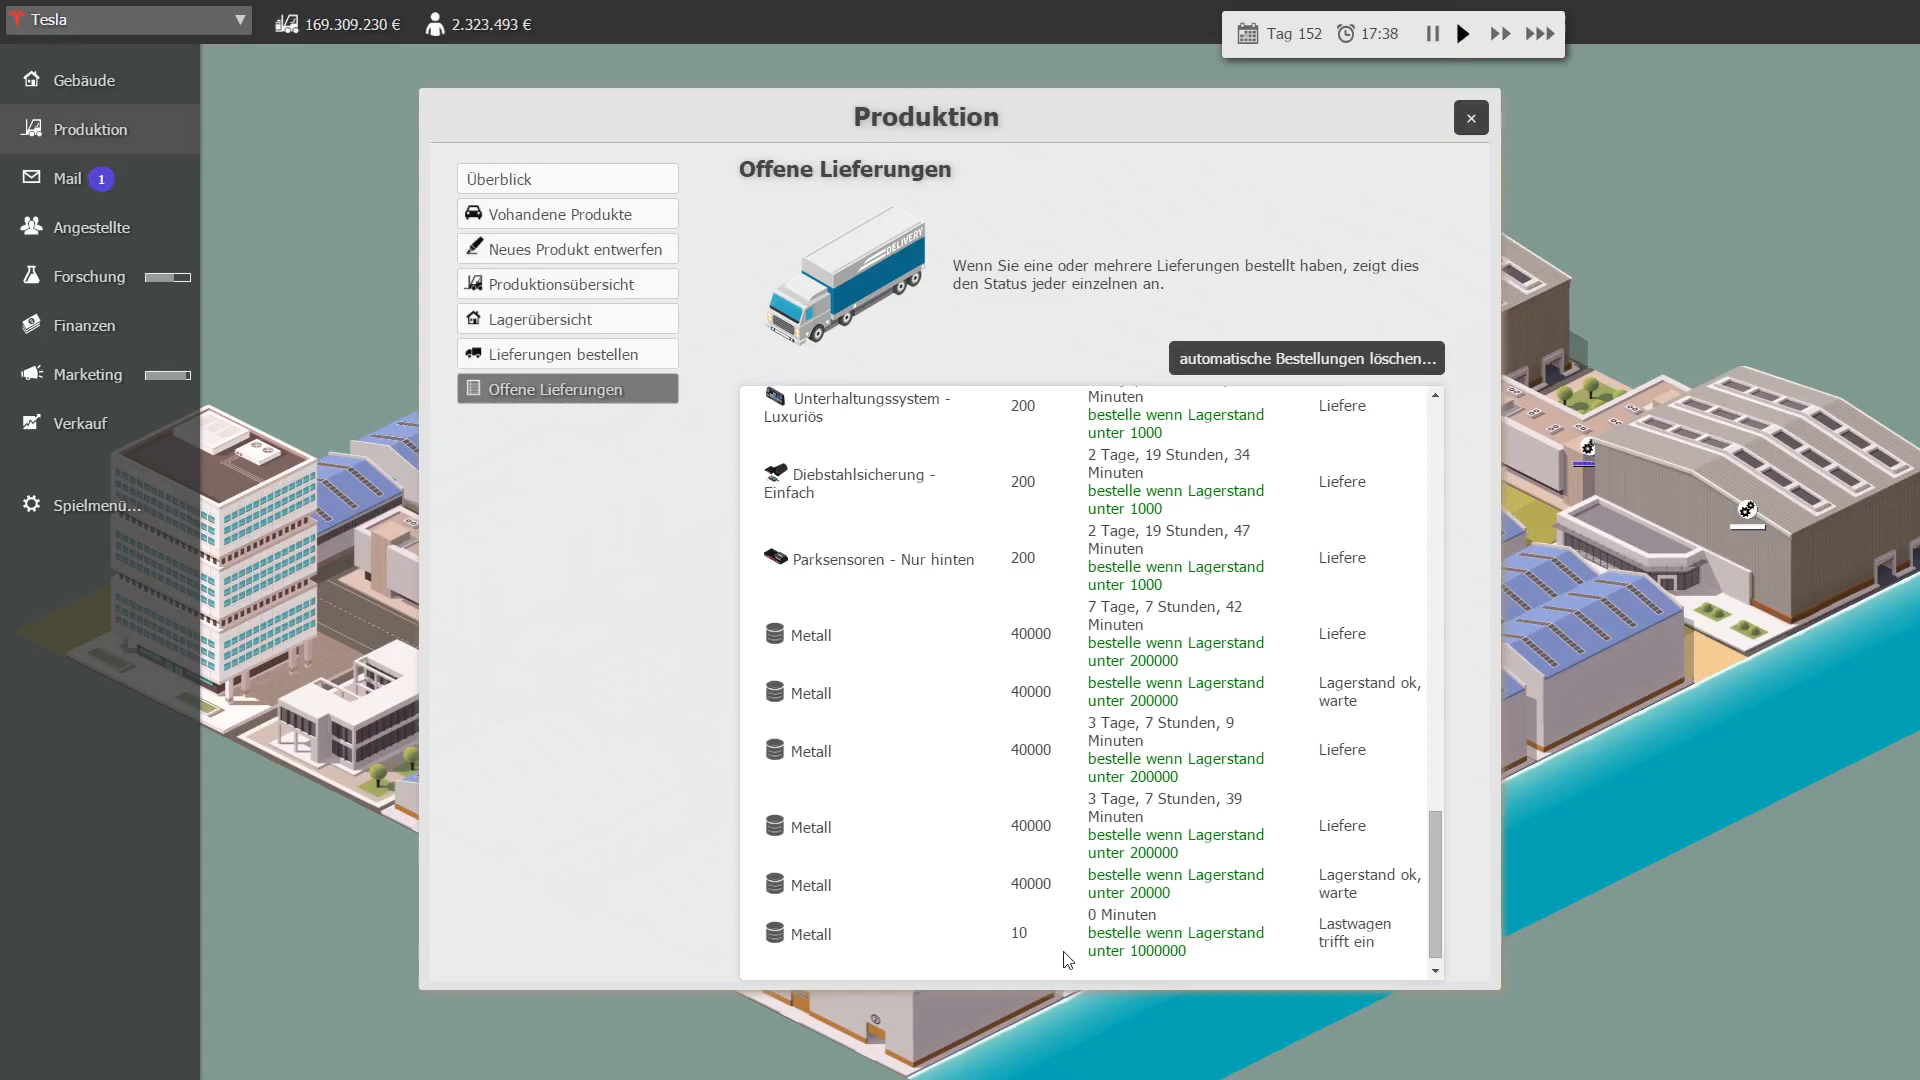 Tesla
169.309.230 €
2.323.493 €
Tag 152
17:38
Gebäude
Produktion
Mail 1
Angestellte
Forschung
Finanzen
Marketing
Verkauf
Spielmenü...
Produktion
×
Überblick
Vohandene Produkte
Neues Produkt entwerfen
Produktionsübersicht
Lagerübersicht
Lieferungen bestellen
Offene Lieferungen
Offene Lieferungen
DELIVERY
Wenn Sie eine oder mehrere Lieferungen bestellt haben, zeigt dies
den Status jeder einzelnen an.
automatische Bestellungen löschen...
Unterhaltungssystem -
Luxuriös
200
Minuten
bestelle wenn Lagerstand
unter 1000
Liefere
Diebstahlsicherung -
Einfach
200
2 Tage, 19 Stunden, 34
Minuten
bestelle wenn Lagerstand
unter 1000
Liefere
Parksensoren - Nur hinten
200
2 Tage, 19 Stunden, 47
Minuten
bestelle wenn Lagerstand
unter 1000
Liefere
Metall
40000
7 Tage, 7 Stunden, 42
Minuten
bestelle wenn Lagerstand
unter 200000
Liefere
Metall
40000
bestelle wenn Lagerstand
unter 200000
Lagerstand ok,
warte
Metall
40000
3 Tage, 7 Stunden, 9
Minuten
bestelle wenn Lagerstand
unter 200000
Liefere
Metall
40000
3 Tage, 7 Stunden, 39
Minuten
bestelle wenn Lagerstand
unter 200000
Liefere
Metall
40000
bestelle wenn Lagerstand
unter 20000
Lagerstand ok,
warte
Metall
10
0 Minuten
bestelle wenn Lagerstand
unter 1000000
Lastwagen
trifft ein